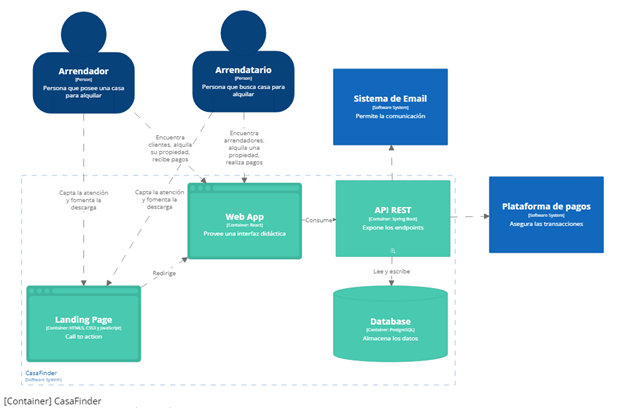 Arrendador
[Person]
Persona que posee una casa
para alquilar
Arrendatario
[Person]
Persona que busca casa para
alquilar
Sistema de Email
[Software System]
Permite la comunicación
Encuentra
clientes, alquila
su propiedad,
recibe pagos
Encuentra
arrendadores,
alquila una
propiedad,
realiza pagos
Capta la atención
y fomenta la
descarga
Capta la atención
y fomenta la
descarga
Web App
[Container: React]
Provee una interfaz didáctica
Consume
API REST
[Container: Spring Boot]
Expone los endpoints
Plataforma de pagos
[Software System]
Asegura las transacciones
Redirige
Lee y escribe
Landing Page
[Container: HTML5, CSS3 y JavaScript]
Call to action
Database
[Container: PostgreSQL]
Almacena los datos
CasaFinder
[Software System]
[Container] CasaFinder